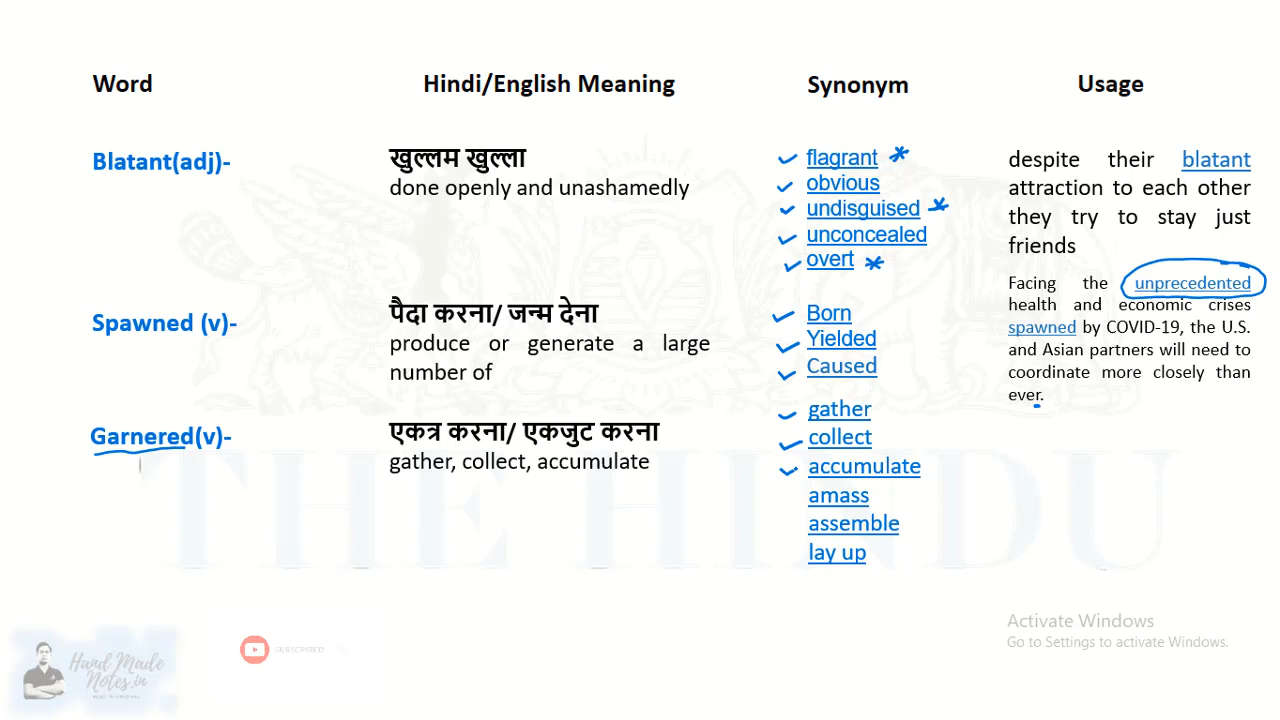 Word Hindi/English Meaning Synonym Usage
Blatant(adj)-
खुल्लम खुल्ला
done openly and unashamedly
flagrant
obvious
undisguised
unconcealed
overt
despite their blatant
attraction to each other
they try to stay just
friends
Spawned (v)-
पैदा करना/ जन्म देना
produce or generate a large
number of
Born
Yielded
Caused
Facing the unprecedented
health and economic crises
spawned by COVID-19, the U.S.
and Asian partners will need to
coordinate more closely than
ever.
Garnered(v)-
एकत्र करना/ एकजुट करना
gather, collect, accumulate
gather
collect
accumulate
amass
assemble
lay up
THE HINDU
Activate Windows
Go to Settings to activate Windows.
Hand Made
Notes.in
SUBSCRIBED